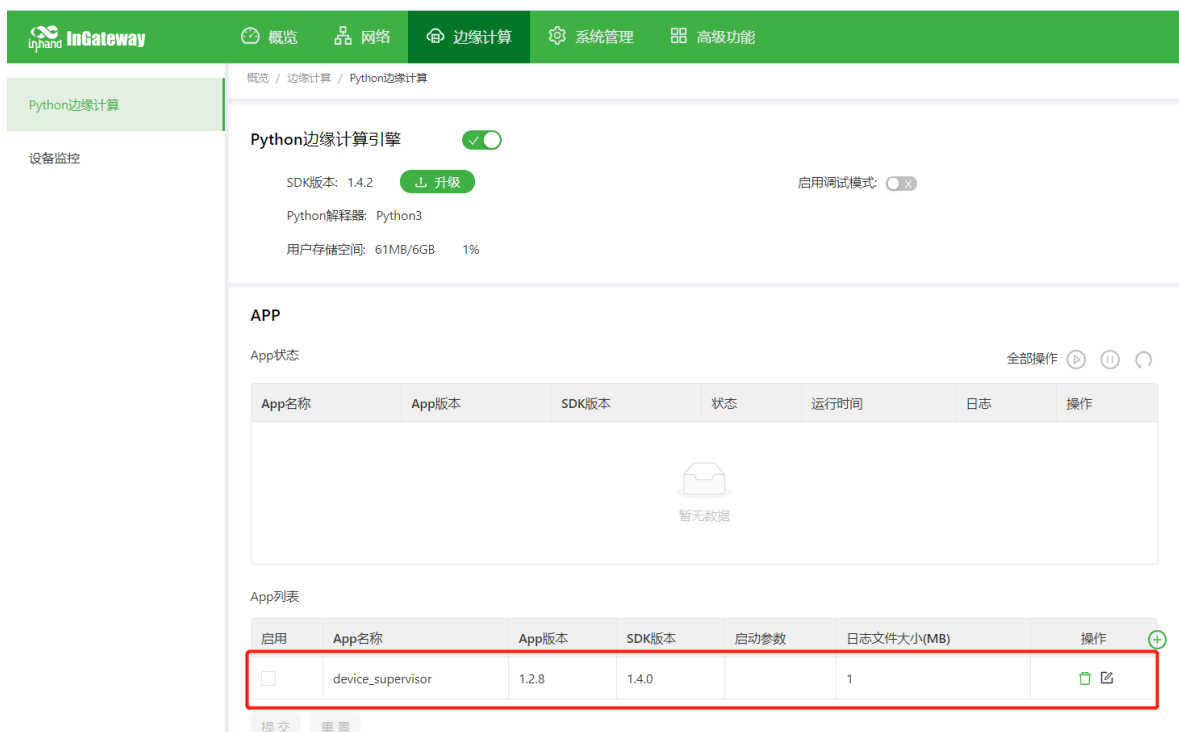 inhand InGateway 概览 网络 边缘计算 系统管理 高级功能
概览 / 边缘计算 / Python边缘计算
Python边缘计算
设备监控
Python边缘计算引擎
SDK版本: 1.4.2 升级 启用调试模式:
Python解释器: Python3
用户存储空间: 61MB/6GB 1%
APP
App状态 全部操作
App名称 App版本 SDK版本 状态 运行时间 日志 操作
暂无数据
App列表
启用 App名称 App版本 SDK版本 启动参数 日志文件大小(MB) 操作
device_supervisor 1.2.8 1.4.0 1
提交 重置